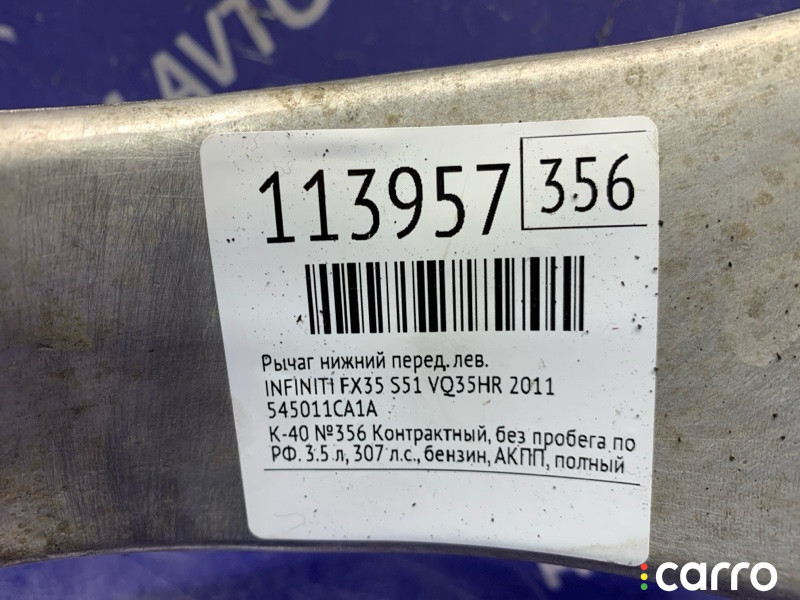 АВТО
113957 356
Рычаг нижний перед. лев.
INFINITI FX35 S51 VQ35HR 2011
545011CA1A
К-40 №356 Контрактный, без пробега по
РФ. 3.5 л, 307 л.с., бензин, АКПП, полный
carro